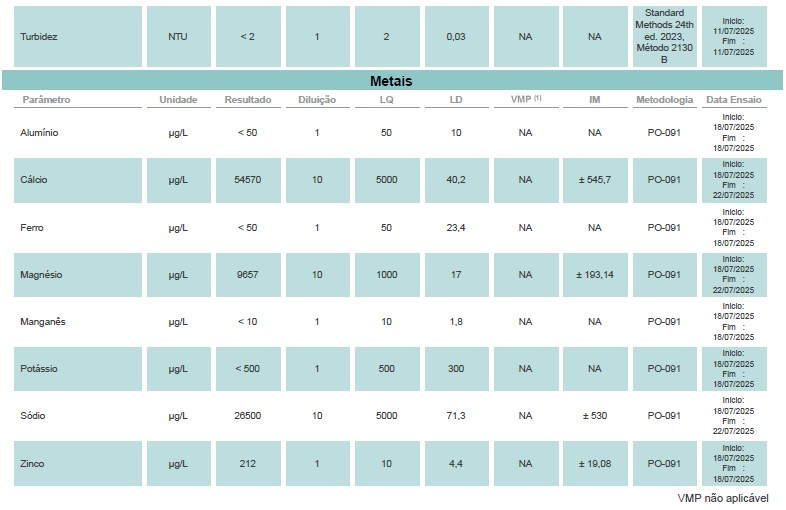 Turbidez NTU < 2 1 2 0,03 NA NA Standard Methods 24th ed. 2023, Método 2130 B Inicio: 11/07/2025 Fim : 11/07/2025
Metais
Parâmetro Unidade Resultado Diluição LQ LD VMP (1) IM Metodologia Data Ensaio
Alumínio µg/L < 50 1 50 10 NA NA PO-091 Inicio: 18/07/2025 Fim : 18/07/2025
Cálcio µg/L 54570 10 5000 40,2 NA ± 545,7 PO-091 Inicio: 18/07/2025 Fim : 22/07/2025
Ferro µg/L < 50 1 50 23,4 NA NA PO-091 Inicio: 18/07/2025 Fim : 18/07/2025
Magnésio µg/L 9657 10 1000 17 NA ± 193,14 PO-091 Inicio: 18/07/2025 Fim : 22/07/2025
Manganês µg/L < 10 1 10 1,8 NA NA PO-091 Inicio: 18/07/2025 Fim : 18/07/2025
Potássio µg/L < 500 1 500 300 NA NA PO-091 Inicio: 18/07/2025 Fim : 18/07/2025
Sódio µg/L 26500 10 5000 71,3 NA ± 530 PO-091 Inicio: 18/07/2025 Fim : 22/07/2025
Zinco µg/L 212 1 10 4,4 NA ± 19,08 PO-091 Inicio: 18/07/2025 Fim : 18/07/2025
VMP não aplicável